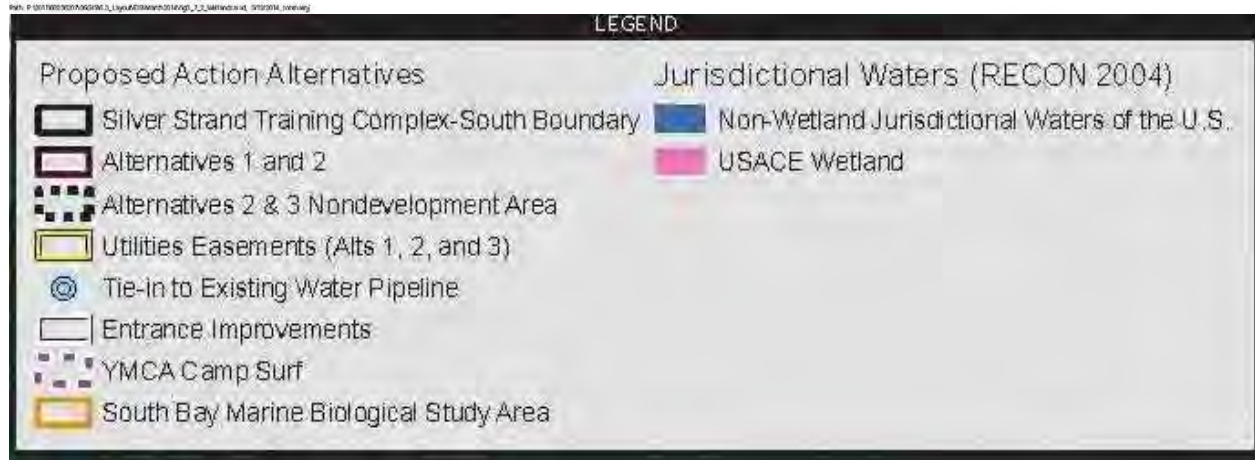 LEGEND
Proposed Action Alternatives
Silver Strand Training Complex-South Boundary
Alternatives 1 and 2
Alternatives 2 & 3 Nondevelopment Area
Utilities Easements (Alts 1, 2, and 3)
Tie-in to Existing Water Pipeline
Entrance Improvements
YMCA Camp Surf
South Bay Marine Biological Study Area
Jurisdictional Waters (RECON 2004)
Non-Wetland Jurisdictional Waters of the U.S.
USACE Wetland